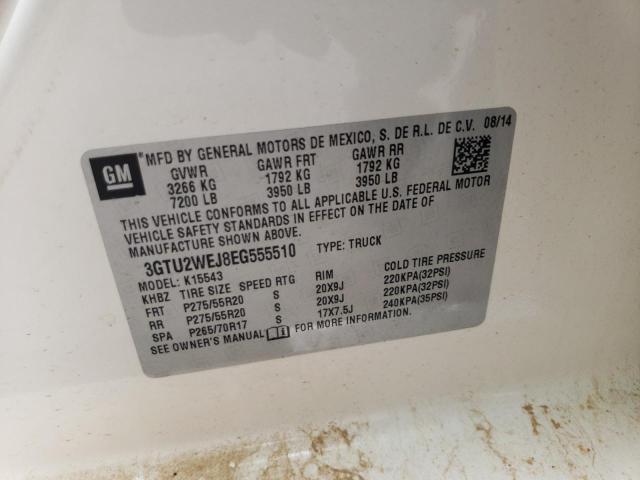 GM
*MFD BY GENERAL MOTORS DE MEXICO, S. DE R.L. DE C.V. 08/14
GVWR GAWR FRT GAWR RR
3266 KG 1792 KG 1792 KG
7200 LB 3950 LB 3950 LB
THIS VEHICLE CONFORMS TO ALL APPLICABLE U.S. FEDERAL MOTOR
VEHICLE SAFETY STANDARDS IN EFFECT ON THE DATE OF
MANUFACTURE SHOWN ABOVE.
3GTU2WEJ8EG555510 TYPE: TRUCK
MODEL: K15543
KHBZ TIRE SIZE SPEED RTG RIM COLD TIRE PRESSURE
FRT P275/55R20 S 20X9J 220KPA(32PSI)
RR P275/55R20 S 20X9J 220KPA(32PSI)
SPA P265/70R17 S 17X7.5J 240KPA(35PSI)
SEE OWNER'S MANUAL FOR MORE INFORMATION.